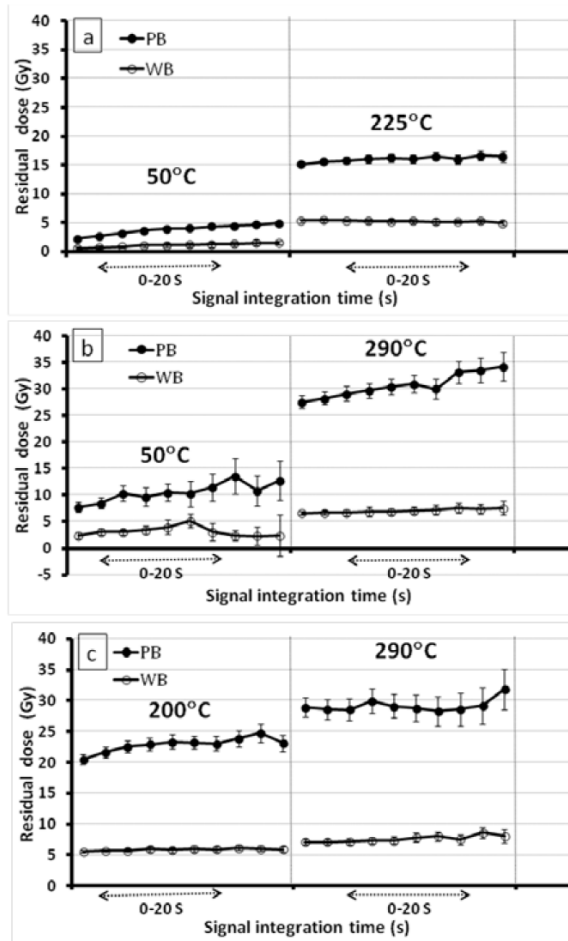 a
PB
WB
Residual dose (Gy)
40
35
30
25
20
15
10
5
0
50°C
225°C
0-20 S
0-20 S
Signal integration time (s)
b
PB
WB
Residual dose (Gy)
40
35
30
25
20
15
10
5
0
-5
50°C
290°C
0-20 S
0-20 S
Signal integration time (s)
c
PB
WB
Residual dose (Gy)
40
35
30
25
20
15
10
5
0
200°C
290°C
0-20 S
0-20 S
Signal integration time (s)